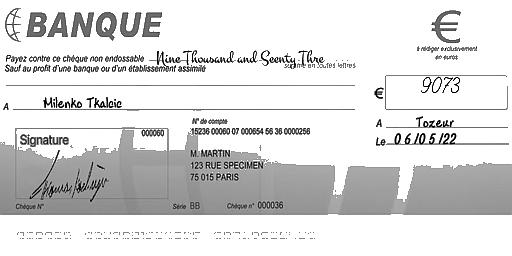 BANQUE
€
à rédiger exclusivement
en euros
Payez contre ce chèque non endossable Nine Thousand and Seenty Thre
Sauf au profit d'une banque ou d'un établissement assimilé
somme en toutes lettres
€ 9073
A Milenko Tkalcic
A Tozeur
Le 06/05/22
Signature
000060
N° de compte
15236 00060 07 000654 56 36 0000256
M. MARTIN
123 RUE SPECIMEN
75 015 PARIS
Chèque N°
Série BB
Chèque n° 000036